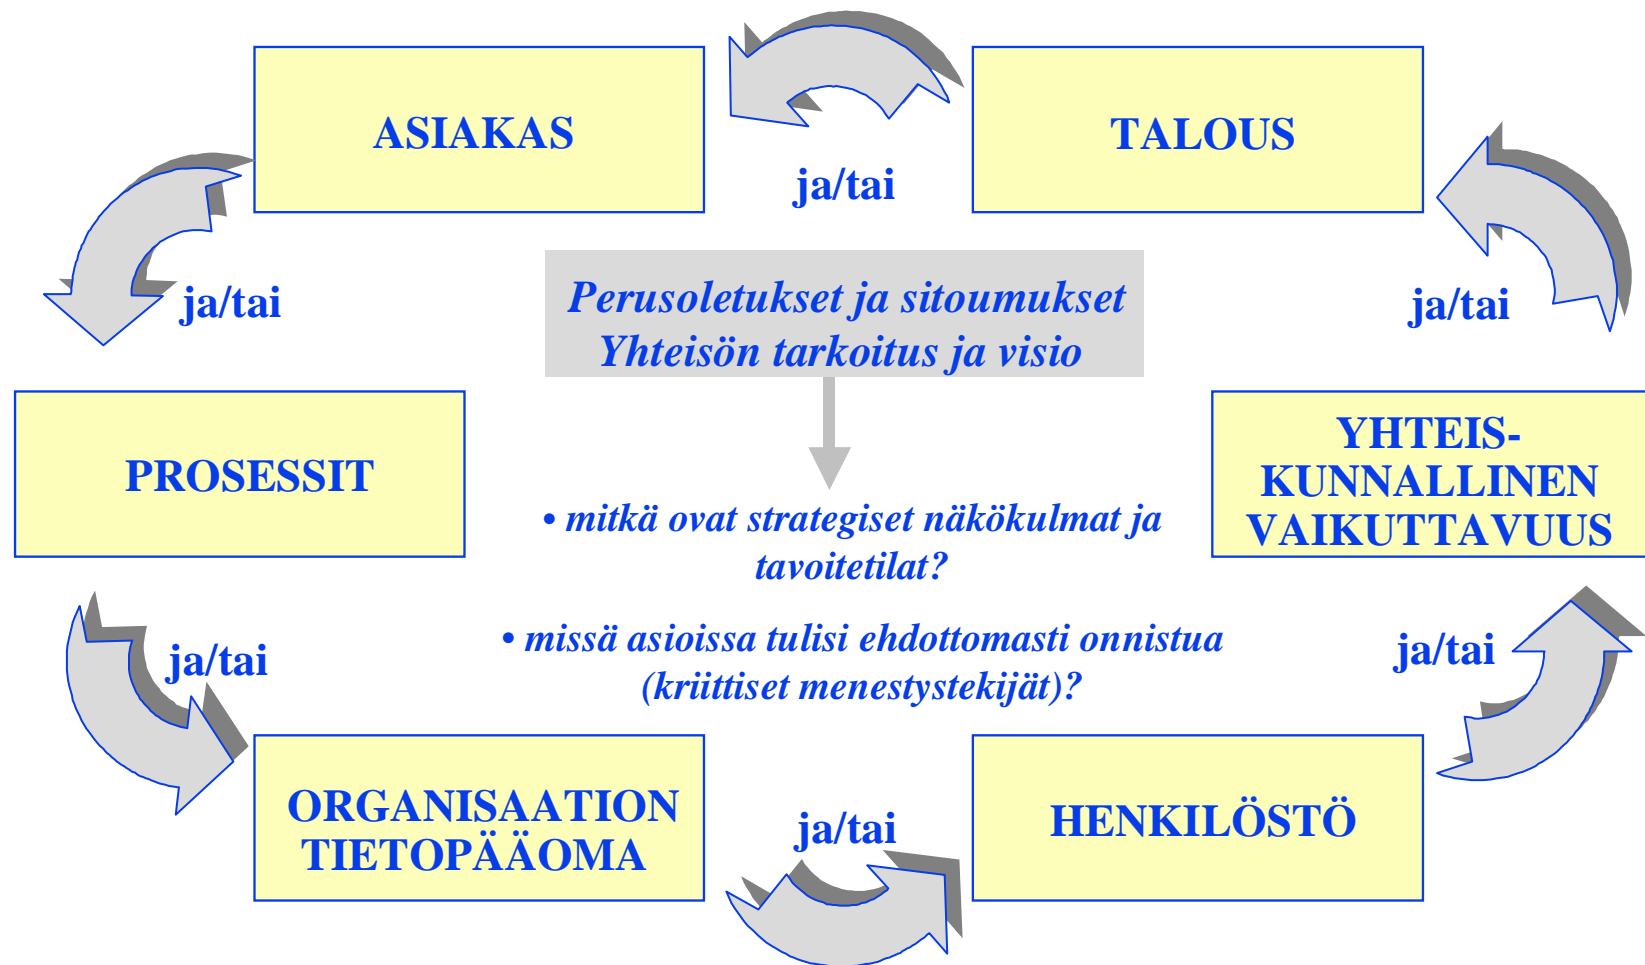 ASIAKAS
TALOUS
ja/tai
ja/tai
ja/tai
Perusoletukset ja sitoumukset
Yhteisön tarkoitus ja visio
PROSESSIT
YHTEIS-
KUNNALLINEN
VAIKUTTAVUUS
• mitkä ovat strategiset näkökulmat ja
tavoitetilat?
• missä asioissa tulisi ehdottomasti onnistua
(kriittiset menestystekijät)?
ja/tai
ja/tai
ORGANISAATION
TIETOPÄÄOMA
ja/tai
HENKILÖSTÖ